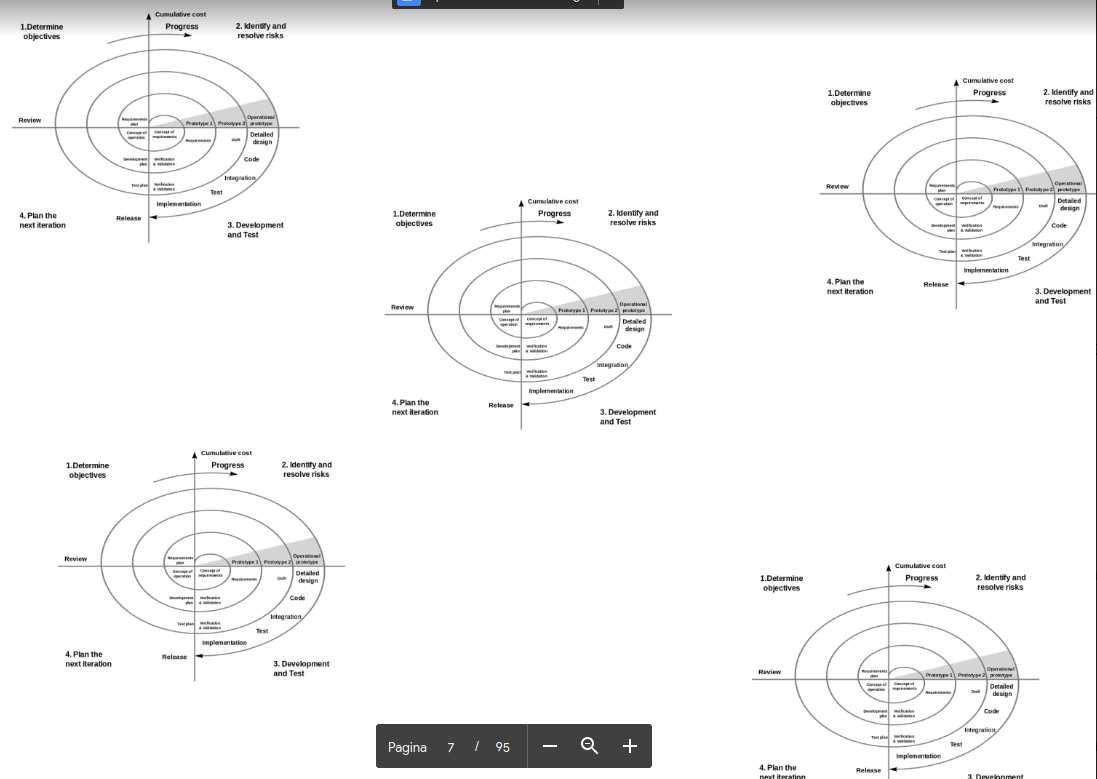 Cumulative cost
Progress
1.Determine
objectives
2. Identify and
resolve risks
Review
Requirements
plan
Concept of
operation
Concept of
requirements
Prototype 1
Prototype 2
Operational
prototype
Requirements
Draft
Detailed
design
Development
plan
Verification
& Validation
Code
Integration
Test plan
Verification
& Validation
Test
Implementation
4. Plan the
next iteration
Release
3. Development
and Test
Cumulative cost
Progress
1.Determine
objectives
2. Identify and
resolve risks
Review
Requirements
plan
Concept of
operation
Concept of
requirements
Prototype 1
Prototype 2
Operational
prototype
Requirements
Draft
Detailed
design
Development
plan
Verification
& Validation
Code
Integration
Test plan
Verification
& Validation
Test
Implementation
4. Plan the
next iteration
Release
3. Development
and Test
Cumulative cost
Progress
1.Determine
objectives
2. Identify and
resolve risks
Review
Requirements
plan
Concept of
operation
Concept of
requirements
Prototype 1
Prototype 2
Operational
prototype
Requirements
Draft
Detailed
design
Development
plan
Verification
& Validation
Code
Integration
Test plan
Verification
& Validation
Test
Implementation
4. Plan the
next iteration
Release
3. Development
and Test
Cumulative cost
Progress
1.Determine
objectives
2. Identify and
resolve risks
Review
Requirements
plan
Concept of
operation
Concept of
requirements
Prototype 1
Prototype 2
Operational
prototype
Requirements
Draft
Detailed
design
Development
plan
Verification
& Validation
Code
Integration
Test plan
Verification
& Validation
Test
Implementation
4. Plan the
next iteration
Release
3. Development
and Test
Cumulative cost
Progress
1.Determine
objectives
2. Identify and
resolve risks
Review
Requirements
plan
Concept of
operation
Concept of
requirements
Prototype 1
Prototype 2
Operational
prototype
Requirements
Draft
Detailed
design
Development
plan
Verification
& Validation
Code
Integration
Test plan
Verification
& Validation
Test
Implementation
4. Plan the
next iteration
Release
3. Development
Pagina 7 / 95